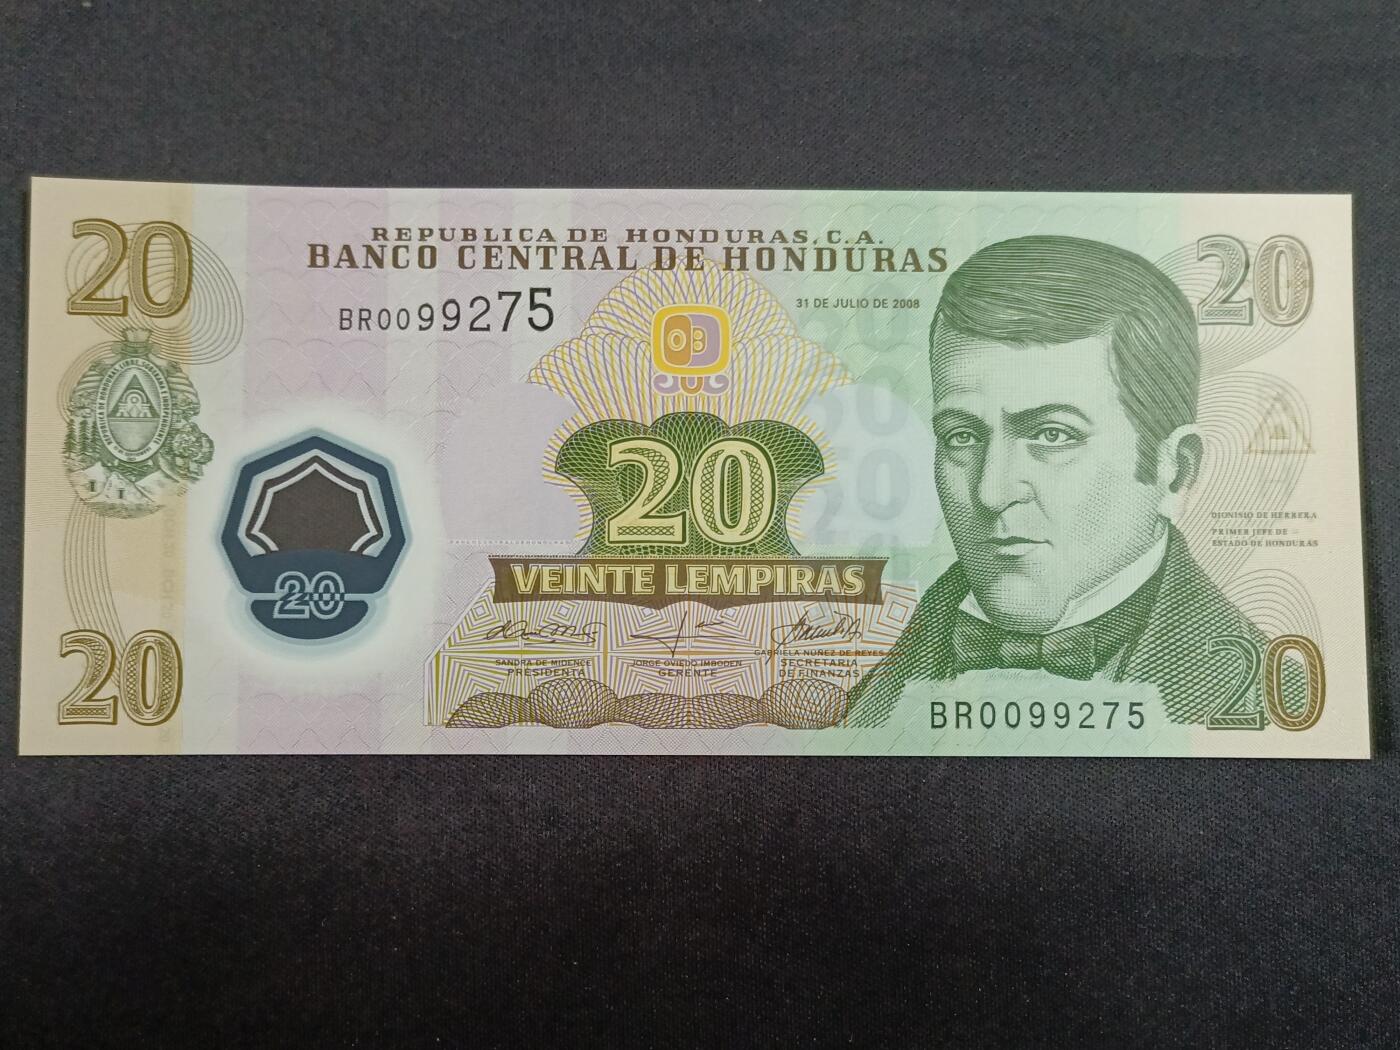 20
REPUBLICA DE HONDURAS, C.A.
20
BANCO CENTRAL DE HONDURAS
BR0099275
31 DE JULIO DE 2008
20
VEINTE LEMPIRAS
20
DIONISIO DE HERRERA
PRIMER JEFE DE
ESTADO DE HONDURAS
SANDRA DE MIDENCE
PRESIDENTA
JORGE OVIEDO IMBODEN
GERENTE
GABRIELA NÚÑEZ DE REYES
SECRETARIA
DE FINANZAS
20
BR0099275
20